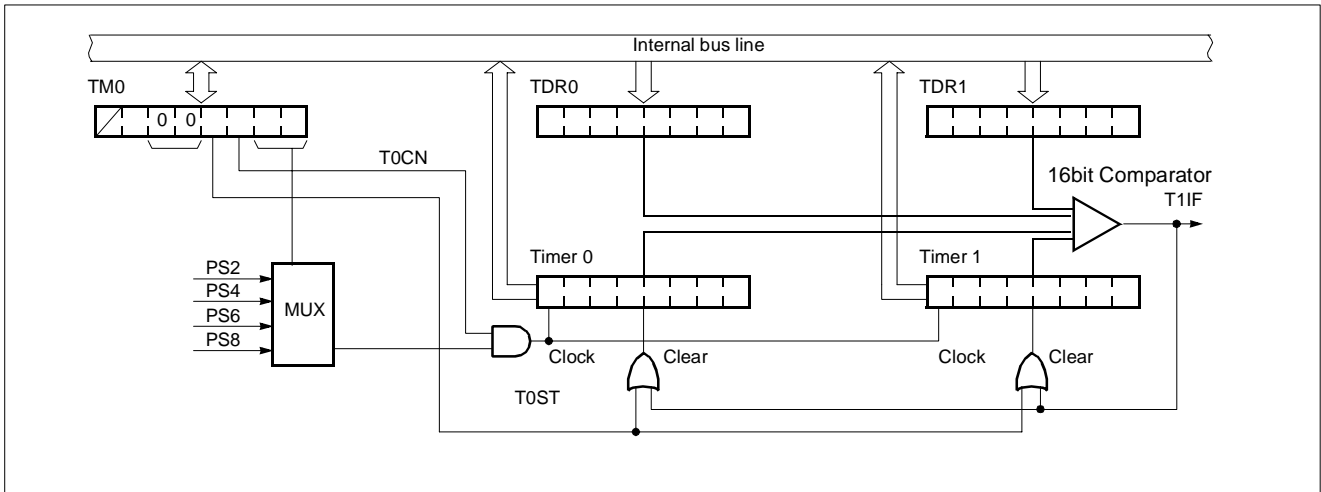 Internal bus line
TM0
TDR0
TDR1
0 0
T0CN
16bit Comparator
T1IF
Timer 0
Timer 1
PS2
PS4
PS6
PS8
MUX
Clock
Clear
Clock
Clear
T0ST